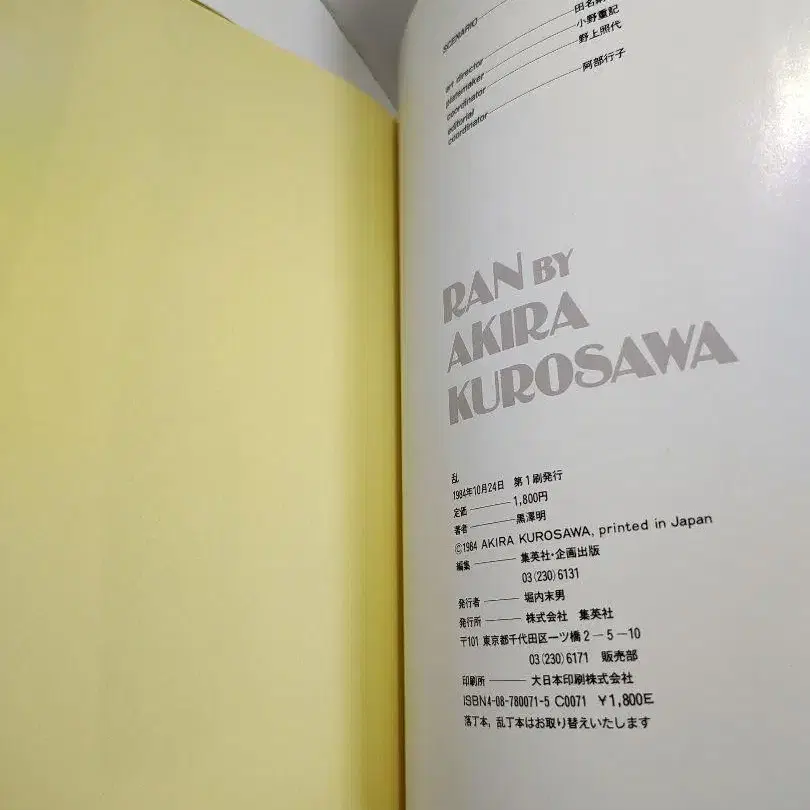 SCENARIO
art director 小野重記
platemaker 野上照代
coordinator
editorial 阿部行子
coordinator
RAN BY
AKIRA
KUROSAWA
乱
1984年10月24日 第1刷発行
定価 1,800円
著者 黒澤明
©1984 AKIRA KUROSAWA, printed in Japan
編集 集英社・企画出版
03(230)6131
発行者 堀内末男
発行所 株式会社 集英社
〒101 東京都千代田区一ツ橋2-5-10
03(230)6171 販売部
印刷所 大日本印刷株式会社
ISBN4-08-780071-5 C0071 ¥1,800E
落丁本, 乱丁本はお取り替えいたします